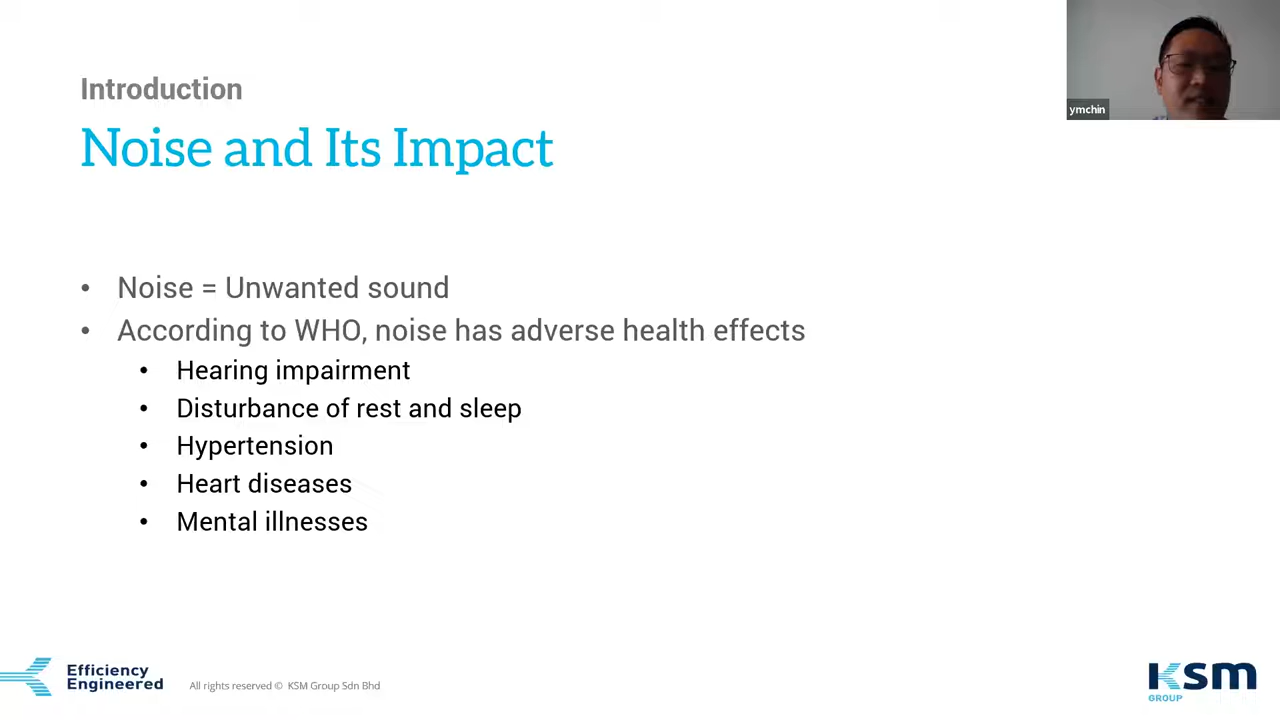 Introduction
Noise and Its Impact
ymchin
• Noise = Unwanted sound
• According to WHO, noise has adverse health effects
• Hearing impairment
• Disturbance of rest and sleep
• Hypertension
• Heart diseases
• Mental illnesses
Efficiency
Engineered
All rights reserved © KSM Group Sdn Bhd
ksm
GROUP